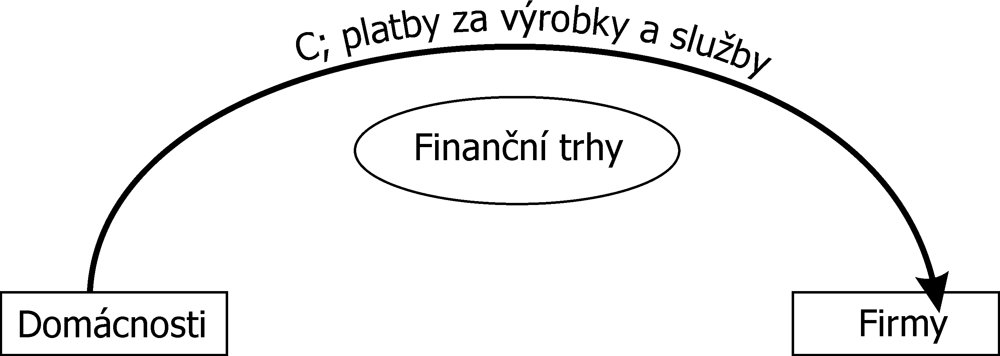 C; platby za výrobky a služby
Finanční trhy
Domácnosti
Firmy